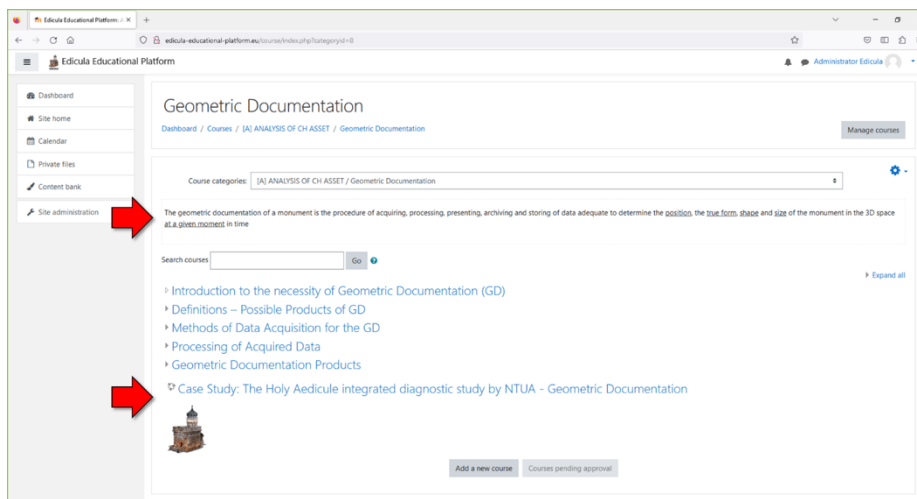 Edicula Educational Platform: A
edicula-educational-platform.eu/course/index.php?categoryid=8
Edicula Educational Platform
Administrator Edicula
Dashboard
Site home
Calendar
Private files
Content bank
Site administration
Geometric Documentation
Dashboard / Courses / [A] ANALYSIS OF CH ASSET / Geometric Documentation
Manage courses
Course categories: [A] ANALYSIS OF CH ASSET / Geometric Documentation
The geometric documentation of a monument is the procedure of acquiring, processing, presenting, archiving and storing of data adequate to determine the position, the true form, shape and size of the monument in the 3D space
at a given moment in time
Search courses Go
Expand all
Introduction to the necessity of Geometric Documentation (GD)
Definitions – Possible Products of GD
Methods of Data Acquisition for the GD
Processing of Acquired Data
Geometric Documentation Products
Case Study: The Holy Aedicule integrated diagnostic study by NTUA - Geometric Documentation
Add a new course Courses pending approval